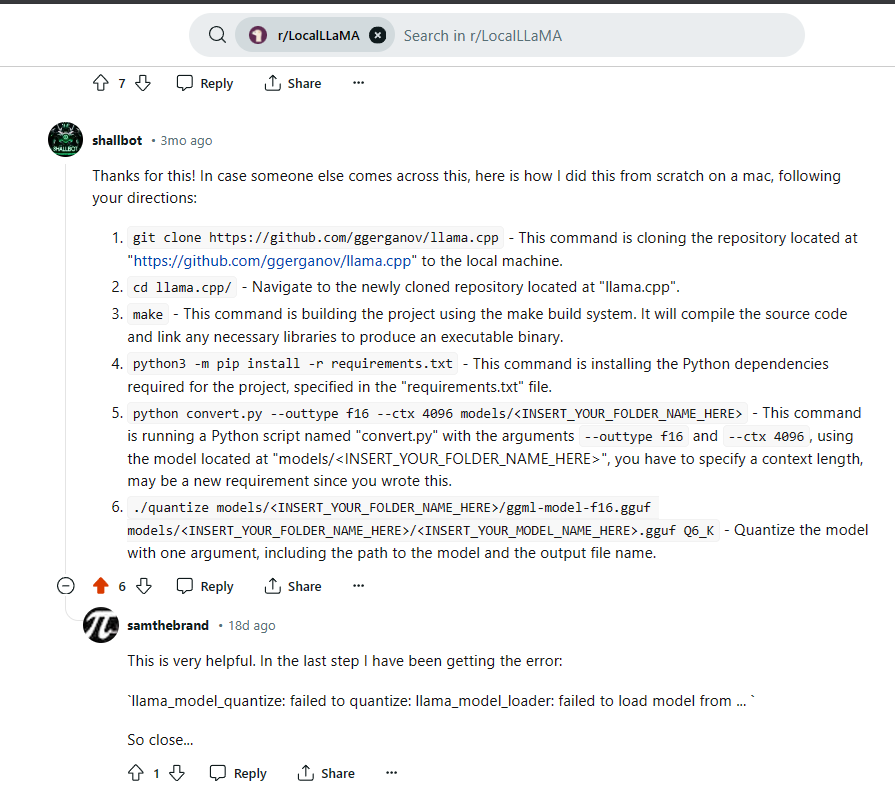 r/LocalLLaMA Search in r/LocalLLaMA
7 Reply Share ···
shallbot • 3mo ago
Thanks for this! In case someone else comes across this, here is how I did this from scratch on a mac, following
your directions:
1. git clone https://github.com/ggerganov/llama.cpp - This command is cloning the repository located at
"https://github.com/ggerganov/llama.cpp" to the local machine.
2. cd llama.cpp/ - Navigate to the newly cloned repository located at "llama.cpp".
3. make - This command is building the project using the make build system. It will compile the source code
and link any necessary libraries to produce an executable binary.
4. python3 -m pip install -r requirements.txt - This command is installing the Python dependencies
required for the project, specified in the "requirements.txt" file.
5. python convert.py --outtype f16 --ctx 4096 models/<INSERT_YOUR_FOLDER_NAME_HERE> - This command
is running a Python script named "convert.py" with the arguments --outtype f16 and --ctx 4096 , using
the model located at "models/<INSERT_YOUR_FOLDER_NAME_HERE>", you have to specify a context length,
may be a new requirement since you wrote this.
6. ./quantize models/<INSERT_YOUR_FOLDER_NAME_HERE>/ggml-model-f16.gguf
models/<INSERT_YOUR_FOLDER_NAME_HERE>/<INSERT_YOUR_MODEL_NAME_HERE>.gguf Q6_K - Quantize the model
with one argument, including the path to the model and the output file name.
6 Reply Share ···
samthebrand • 18d ago
This is very helpful. In the last step I have been getting the error:
`llama_model_quantize: failed to quantize: llama_model_loader: failed to load model from ... `
So close...
1 Reply Share ···